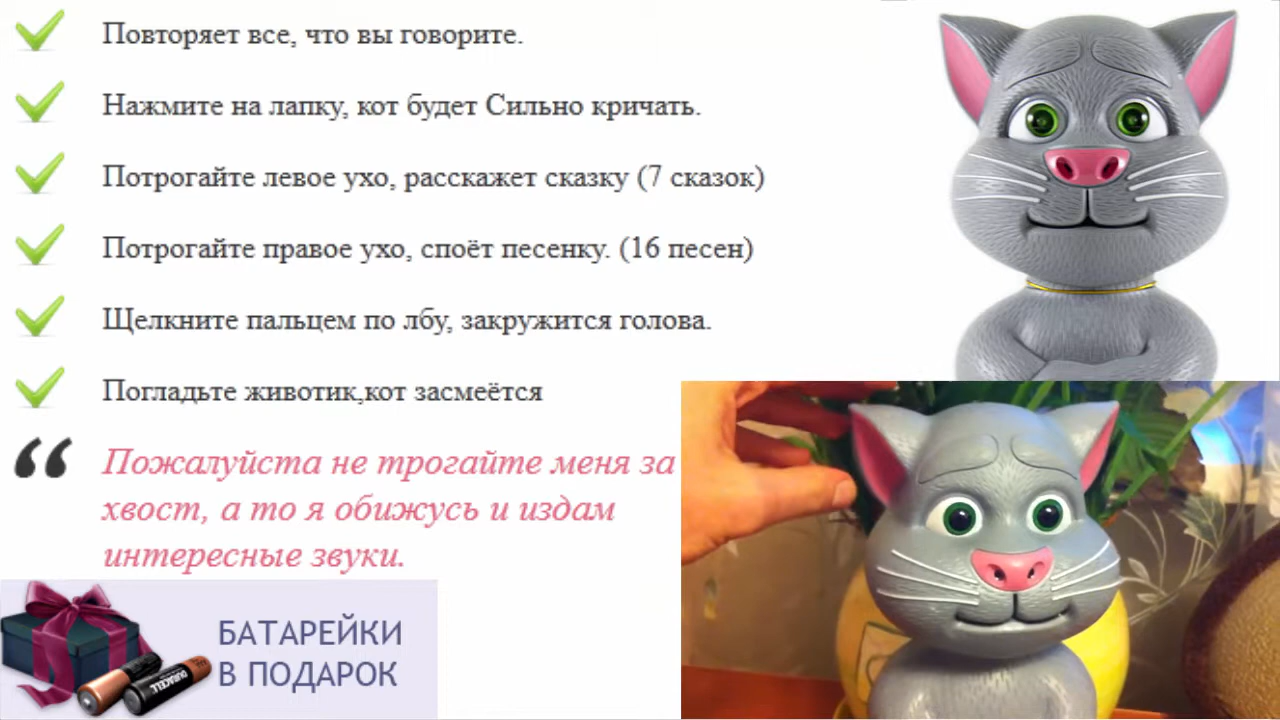 Повторяет все, что вы говорите.
Нажмите на лапку, кот будет Сильно кричать.
Потрогайте левое ухо, расскажет сказку (7 сказок)
Потрогайте правое ухо, споёт песенку. (16 песен)
Щелкните пальцем по лбу, закружится голова.
Погладьте животик,кот засмеётся
“ Пожалуйста не трогайте меня за
хвост, а то я обижусь и издам
интересные звуки.
БАТАРЕЙКИ
В ПОДАРОК
DURACELL